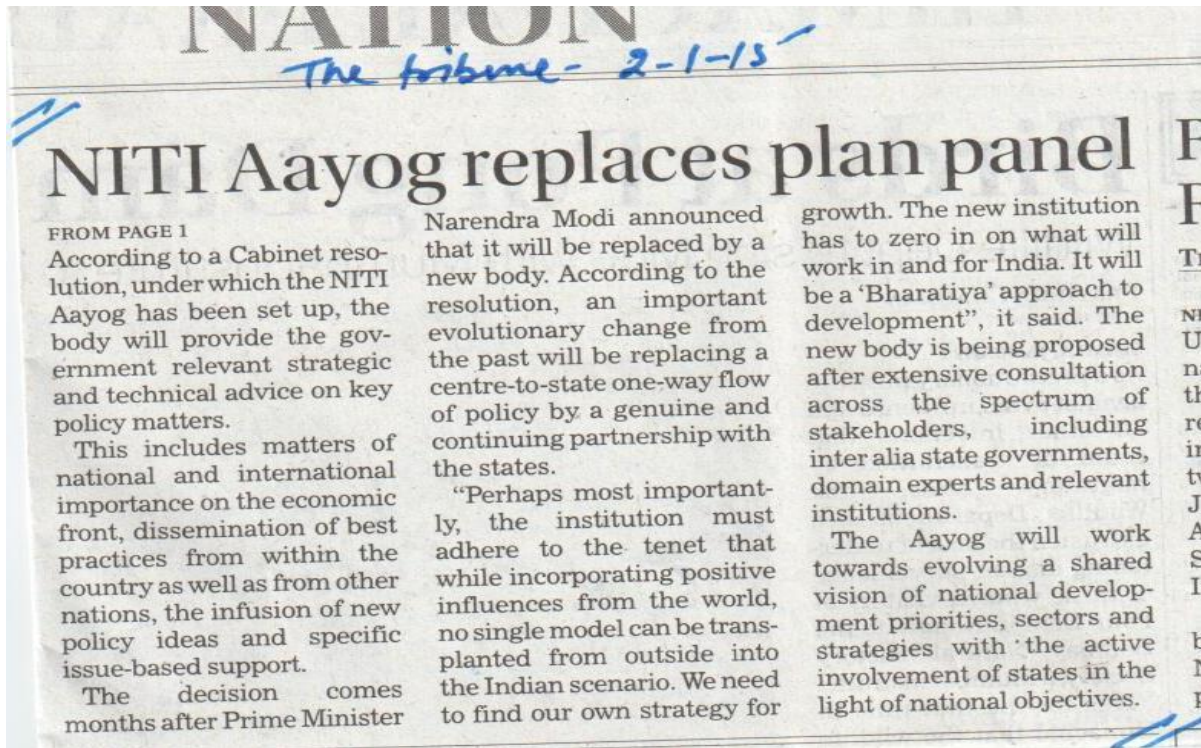 NATION
The tribune - 2-1-15
NITI Aayog replaces plan panel
FROM PAGE 1
According to a Cabinet reso-
lution, under which the NITI
Aayog has been set up, the
body will provide the gov-
ernment relevant strategic
and technical advice on key
policy matters.
This includes matters of
national and international
importance on the economic
front, dissemination of best
practices from within the
country as well as from other
nations, the infusion of new
policy ideas and specific
issue-based support.
The decision comes
months after Prime Minister
Narendra Modi announced
that it will be replaced by a
new body. According to the
resolution, an important
evolutionary change from
the past will be replacing a
centre-to-state one-way flow
of policy by a genuine and
continuing partnership with
the states.
“Perhaps most important-
ly, the institution must
adhere to the tenet that
while incorporating positive
influences from the world,
no single model can be trans-
planted from outside into
the Indian scenario. We need
to find our own strategy for
growth. The new institution
has to zero in on what will
work in and for India. It will
be a ‘Bharatiya’ approach to
development”, it said. The
new body is being proposed
after extensive consultation
across the spectrum of
stakeholders, including
inter alia state governments,
domain experts and relevant
institutions.
The Aayog will work
towards evolving a shared
vision of national develop-
ment priorities, sectors and
strategies with the active
involvement of states in the
light of national objectives.